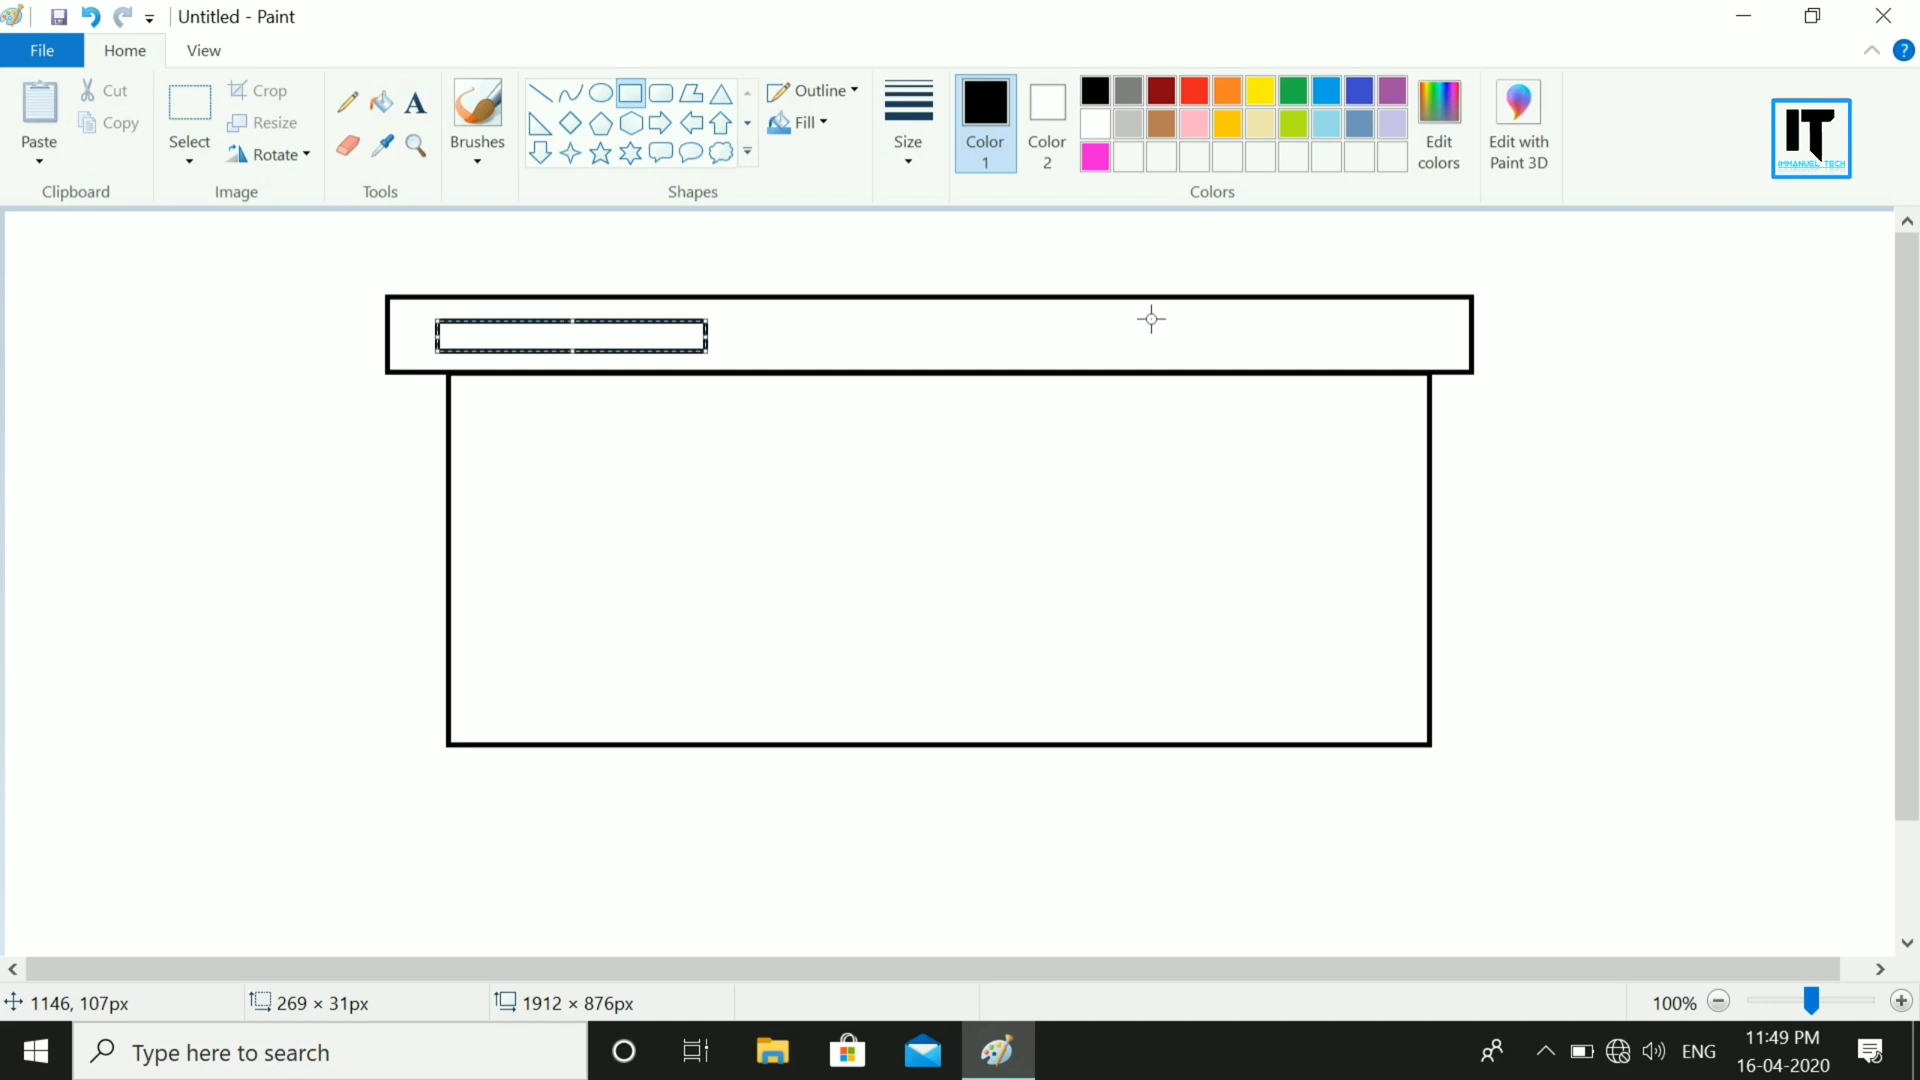 Untitled - Paint
File Home View
Paste
Cut
Copy
Clipboard
Select
Crop
Resize
Rotate
Image
A
Tools
Brushes
Outline
Fill
Shapes
Size
Color 1
Color 2
Colors
Edit colors
Edit with Paint 3D
?
IT
IMMANUEL TECH
1146, 107px
269 × 31px
1912 × 876px
100%
Type here to search
ENG
11:49 PM
16-04-2020